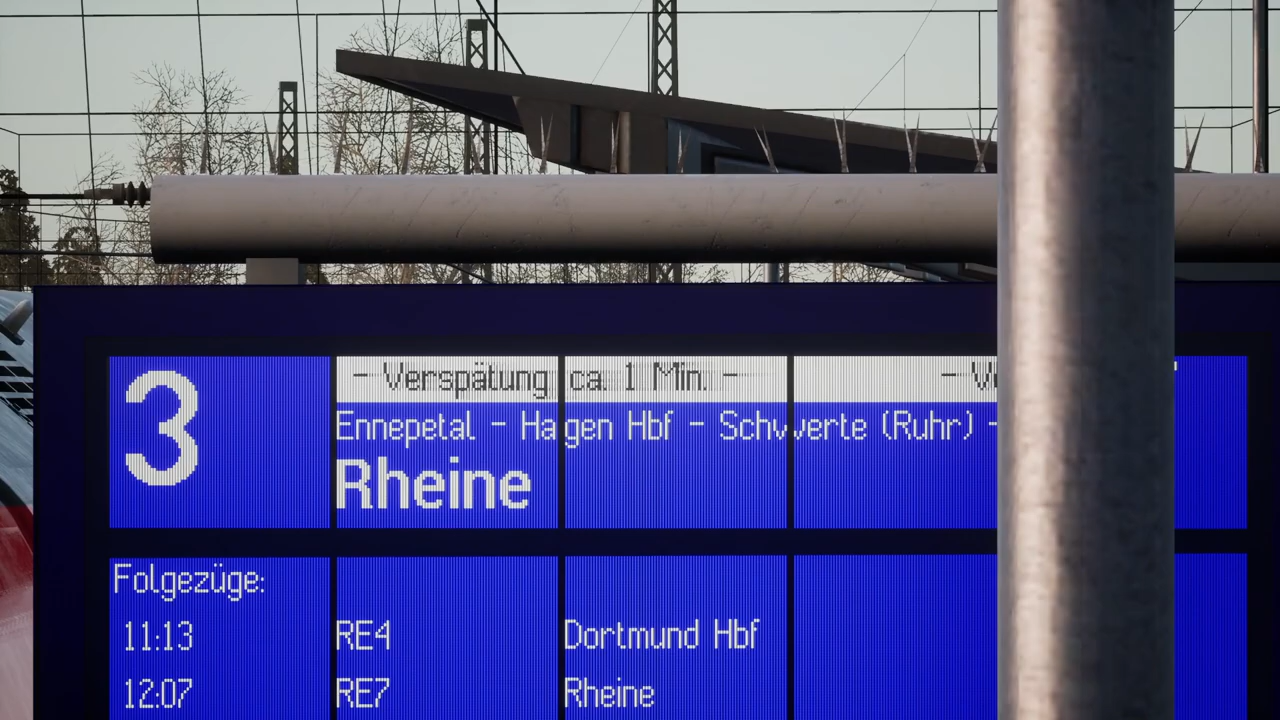 3
- Verspätung ca. 1 Min. -
Ennepetal - Hagen Hbf - Schwerte (Ruhr) -
Rheine
Folgezüge:
11:13 RE4 Dortmund Hbf
12:07 RE7 Rheine